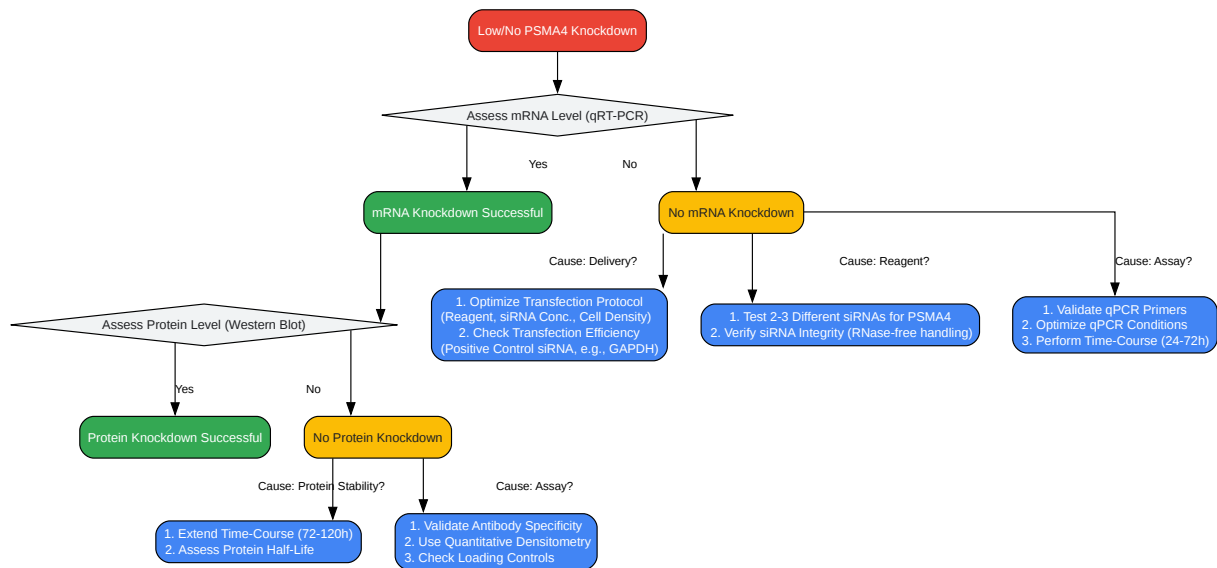 Low/No PSMA4 Knockdown
Assess mRNA Level (qRT-PCR)
Yes
No
mRNA Knockdown Successful
No mRNA Knockdown
Cause: Delivery?
Cause: Reagent?
Cause: Assay?
1. Optimize Transfection Protocol
(Reagent, siRNA Conc., Cell Density)
2. Check Transfection Efficiency
(Positive Control siRNA, e.g., GAPDH)
1. Test 2-3 Different siRNAs for PSMA4
2. Verify siRNA Integrity (RNase-free handling)
1. Validate qPCR Primers
2. Optimize qPCR Conditions
3. Perform Time-Course (24-72h)
Assess Protein Level (Western Blot)
Yes
No
Protein Knockdown Successful
No Protein Knockdown
Cause: Protein Stability?
Cause: Assay?
1. Extend Time-Course (72-120h)
2. Assess Protein Half-Life
1. Validate Antibody Specificity
2. Use Quantitative Densitometry
3. Check Loading Controls